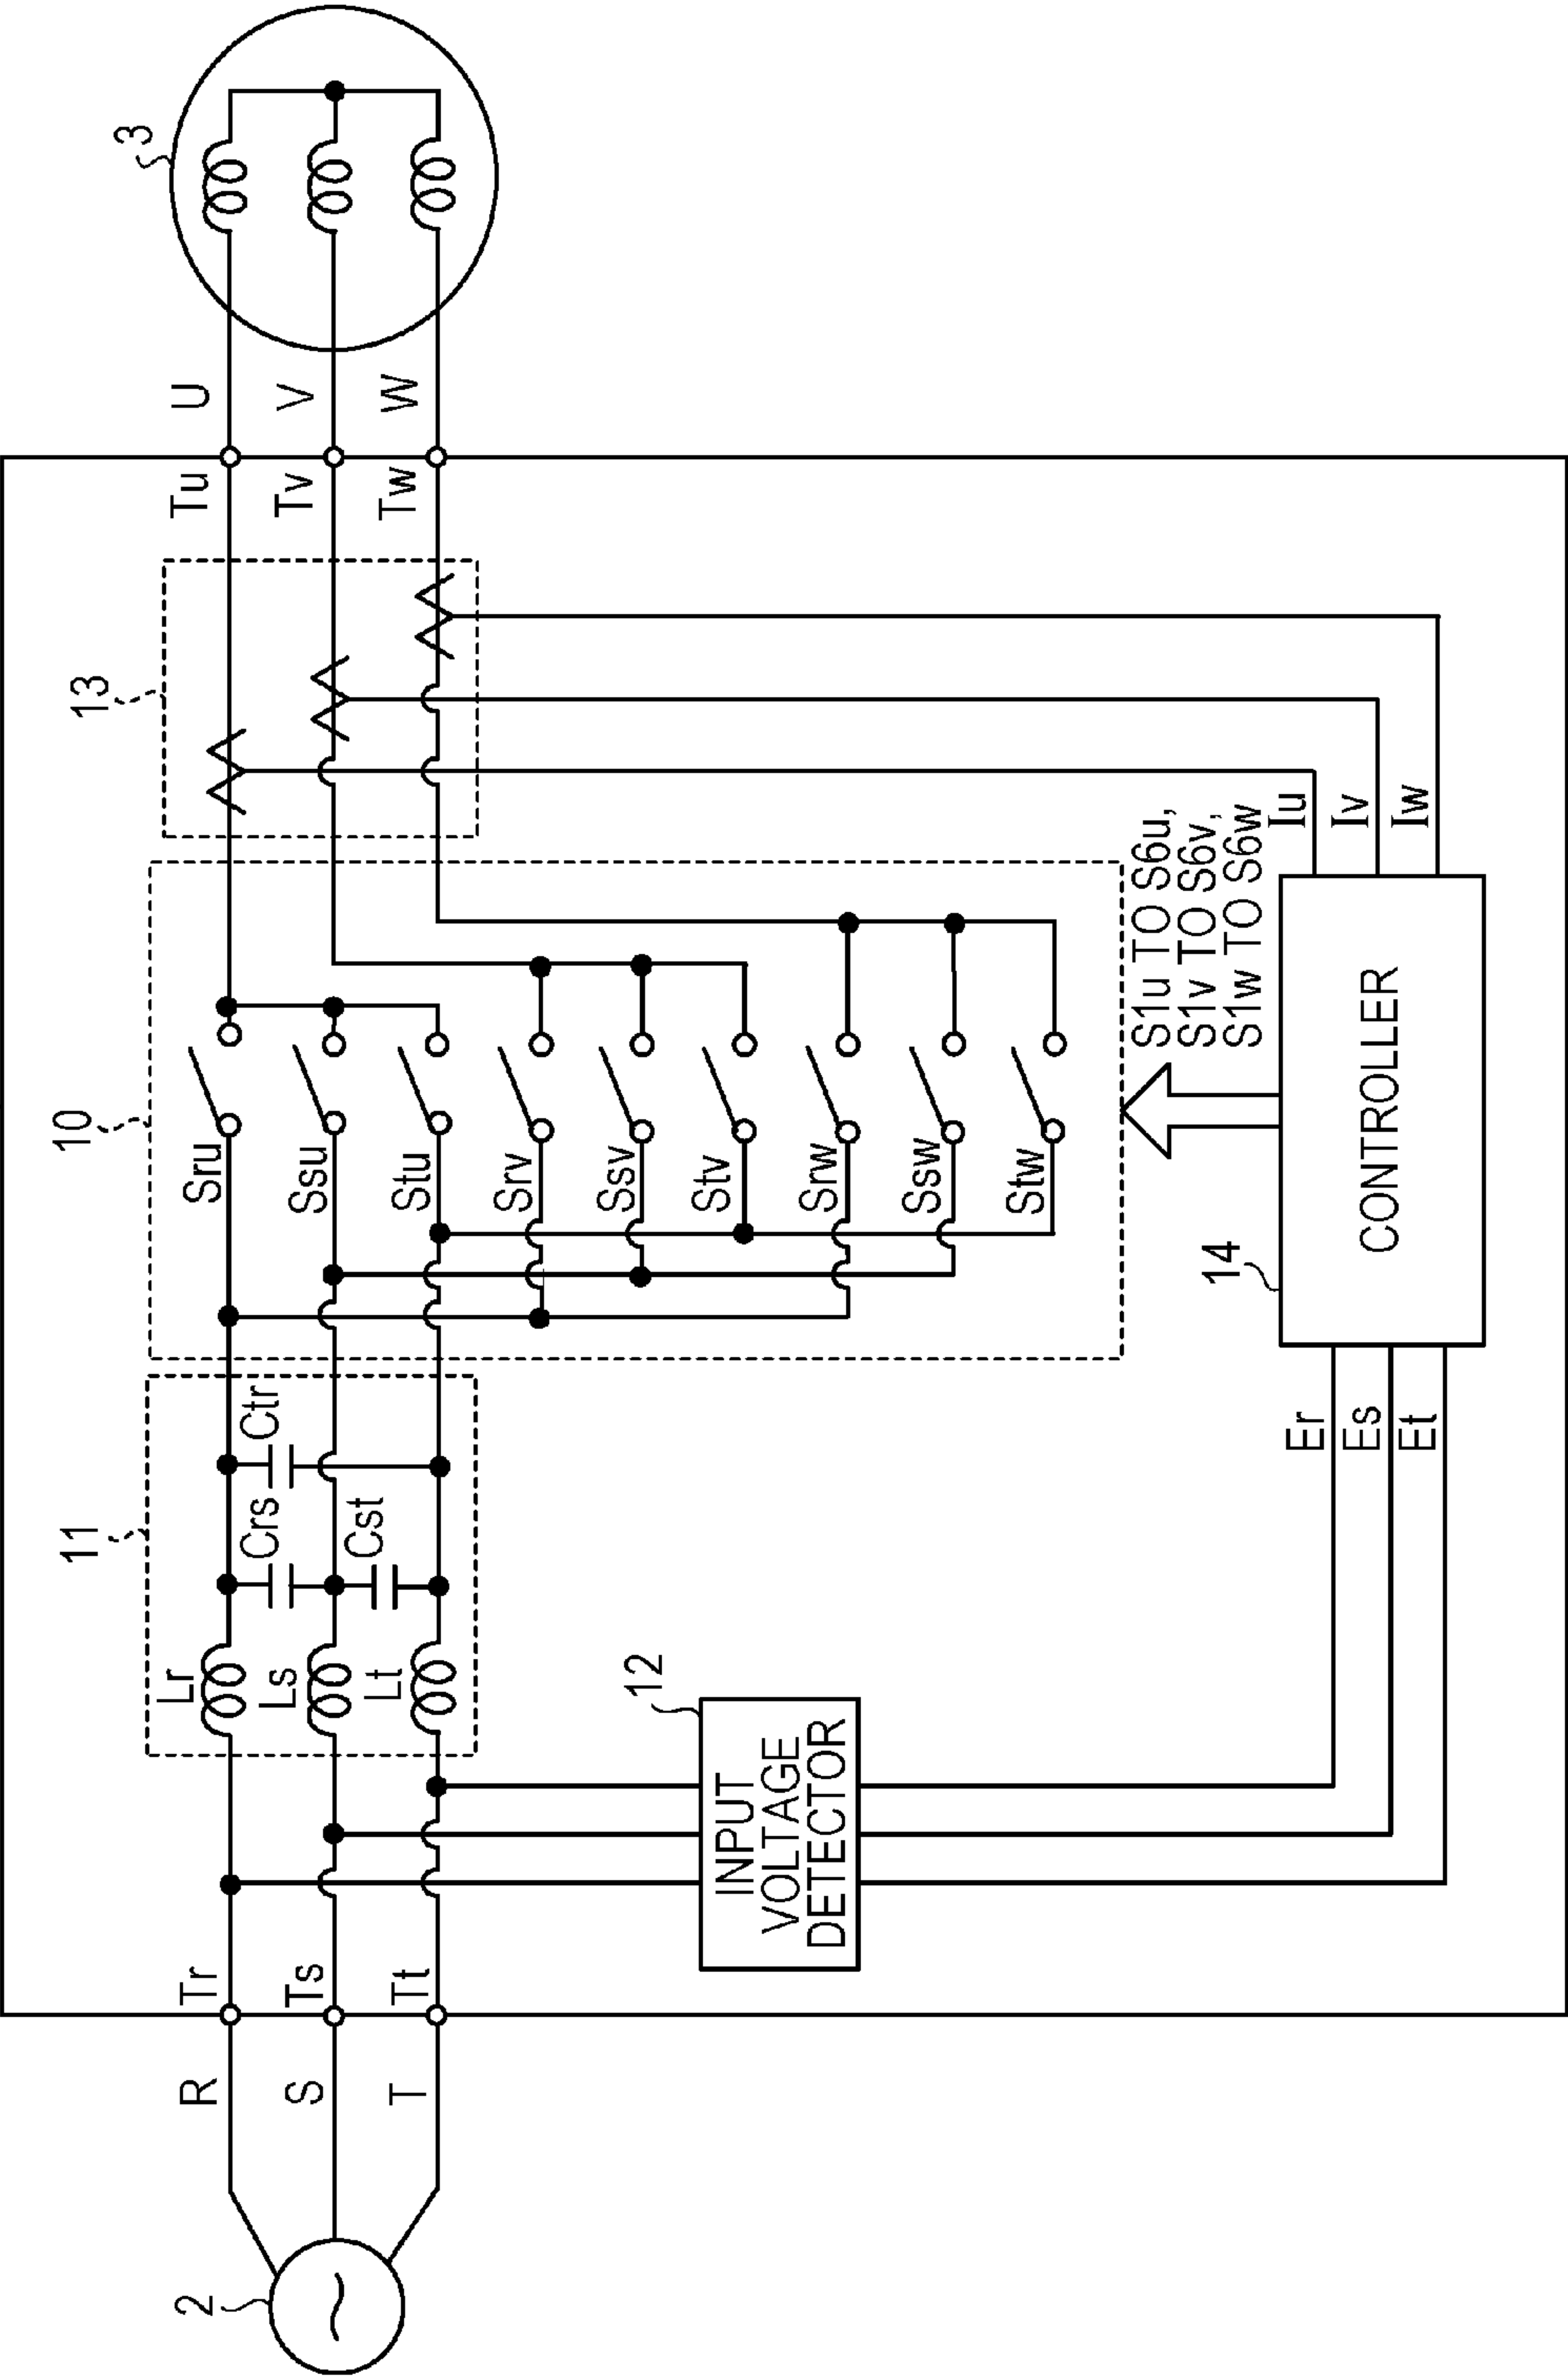 2
R
S
T
Tr
Ts
Tt
11
Lr
Ls
Lt
Crs
Ctr
Cst
10
Sru
Ssu
Stu
Srv
Ssv
Stv
Srw
Ssw
Stw
13
Tu
Tv
Tw
U
V
W
3
12
INPUT
VOLTAGE
DETECTOR
Er
Es
Et
14
CONTROLLER
S1u TO S6u,
S1v TO S6v,
S1w TO S6w
Iu
Iv
Iw